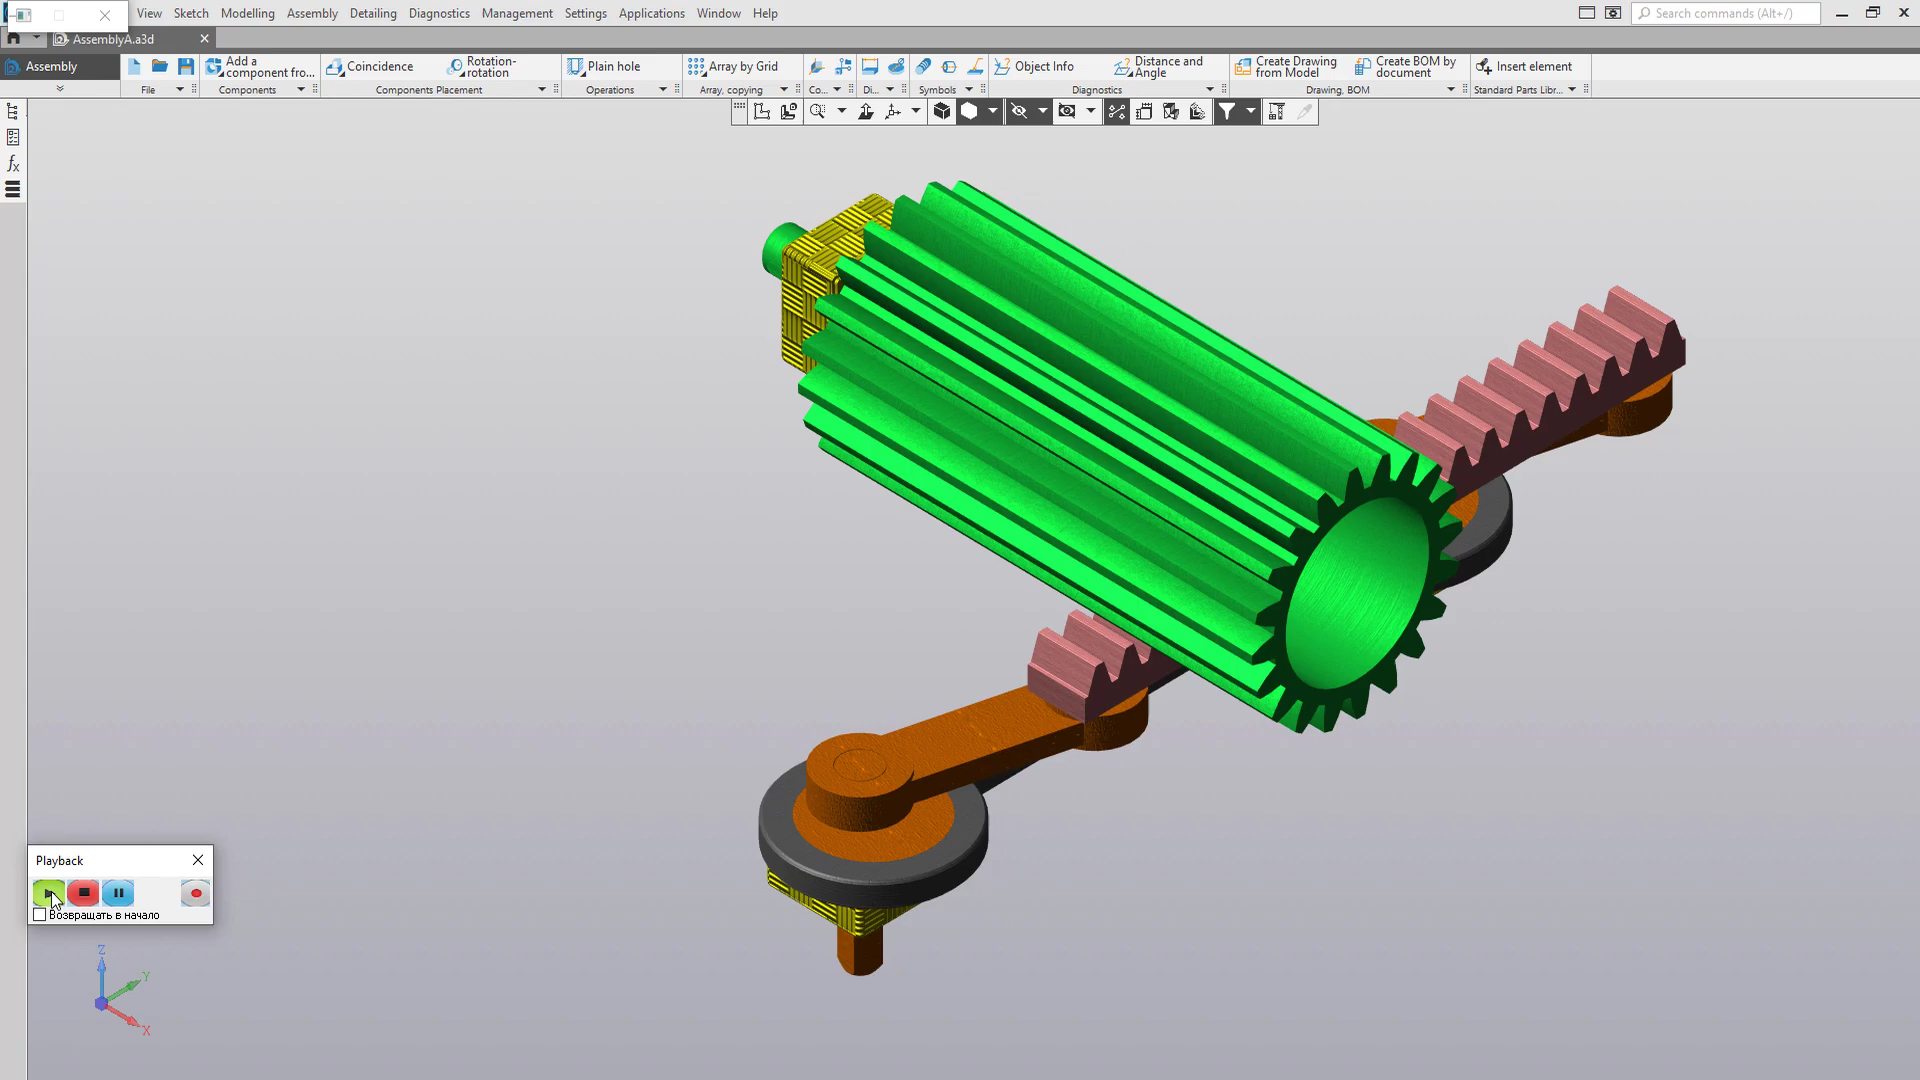 View Sketch Modelling Assembly Detailing Diagnostics Management Settings Applications Window Help
Search commands (Alt+/)
AssemblyA.a3d
Assembly
Add a component fro...
Coincidence
Rotation-rotation
Plain hole
Array by Grid
Object Info
Distance and Angle
Create Drawing from Model
Create BOM by document
Insert element
File
Components
Components Placement
Operations
Array, copying
Co...
Di...
Symbols
Diagnostics
Drawing, BOM
Standard Parts Libr...
fx
Playback
Возвращать в начало
Z
Y
X